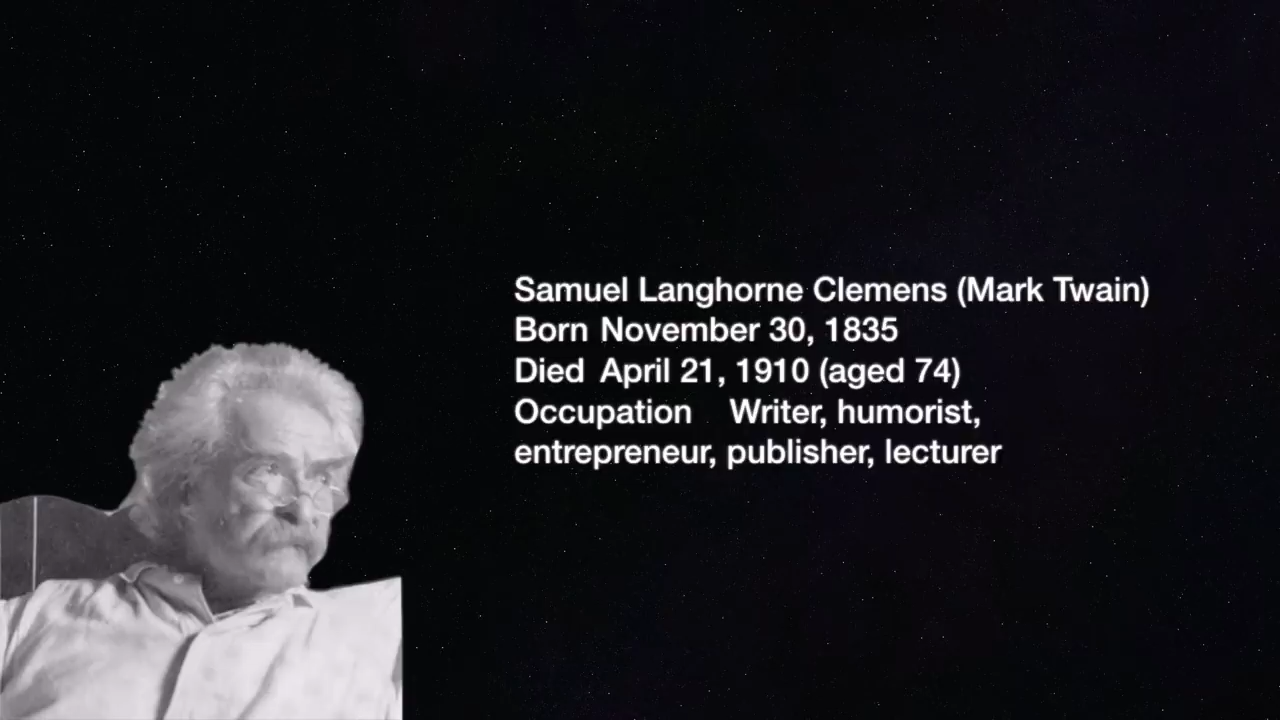 Samuel Langhorne Clemens (Mark Twain)
Born November 30, 1835
Died April 21, 1910 (aged 74)
Occupation Writer, humorist,
entrepreneur, publisher, lecturer